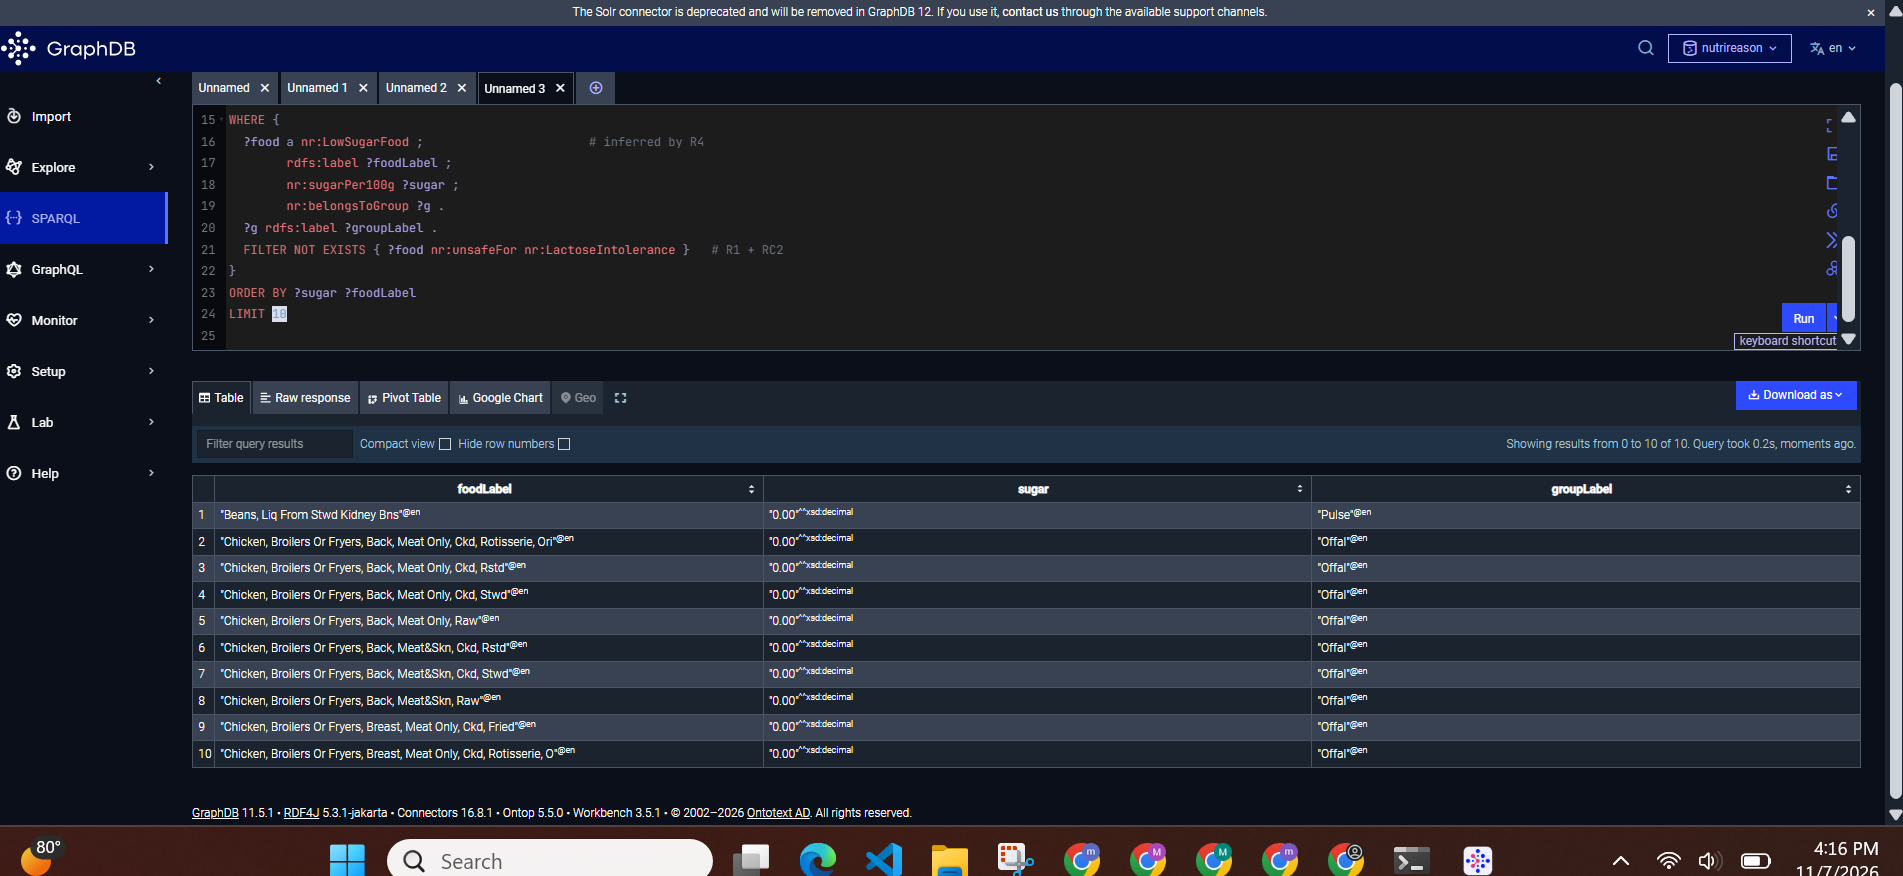 The Solr connector is deprecated and will be removed in GraphDB 12. If you use it, contact us through the available support channels. ×
GraphDB
nutrireason
en
Import
Explore
SPARQL
GraphQL
Monitor
Setup
Lab
Help
Unnamed ×
Unnamed 1 ×
Unnamed 2 ×
Unnamed 3 ×
15 WHERE {
16 ?food a nr:LowSugarFood ; # inferred by R4
17 rdfs:label ?foodLabel ;
18 nr:sugarPer100g ?sugar ;
19 nr:belongsToGroup ?g .
20 ?g rdfs:label ?groupLabel .
21 FILTER NOT EXISTS { ?food nr:unsafeFor nr:LactoseIntolerance } # R1 + RC2
22 }
23 ORDER BY ?sugar ?foodLabel
24 LIMIT 10
25
Run
keyboard shortcut
Table Raw response Pivot Table Google Chart Geo
Download as
Filter query results Compact view Hide row numbers Showing results from 0 to 10 of 10. Query took 0.2s, moments ago.
foodLabel sugar groupLabel
1 "Beans, Liq From Stwd Kidney Bns"@en "0.00"^^xsd:decimal "Pulse"@en
2 "Chicken, Broilers Or Fryers, Back, Meat Only, Ckd, Rotisserie, Ori"@en "0.00"^^xsd:decimal "Offal"@en
3 "Chicken, Broilers Or Fryers, Back, Meat Only, Ckd, Rstd"@en "0.00"^^xsd:decimal "Offal"@en
4 "Chicken, Broilers Or Fryers, Back, Meat Only, Ckd, Stwd"@en "0.00"^^xsd:decimal "Offal"@en
5 "Chicken, Broilers Or Fryers, Back, Meat Only, Raw"@en "0.00"^^xsd:decimal "Offal"@en
6 "Chicken, Broilers Or Fryers, Back, Meat&Skn, Ckd, Rstd"@en "0.00"^^xsd:decimal "Offal"@en
7 "Chicken, Broilers Or Fryers, Back, Meat&Skn, Ckd, Stwd"@en "0.00"^^xsd:decimal "Offal"@en
8 "Chicken, Broilers Or Fryers, Back, Meat&Skn, Raw"@en "0.00"^^xsd:decimal "Offal"@en
9 "Chicken, Broilers Or Fryers, Breast, Meat Only, Ckd, Fried"@en "0.00"^^xsd:decimal "Offal"@en
10 "Chicken, Broilers Or Fryers, Breast, Meat Only, Ckd, Rotisserie, O"@en "0.00"^^xsd:decimal "Offal"@en
GraphDB 11.5.1 • RDF4J 5.3.1-jakarta • Connectors 16.8.1 • Ontop 5.5.0 • Workbench 3.5.1 • © 2002–2026 Ontotext AD. All rights reserved.
80°
Search
m
M
M
m
4:16 PM
11/7/2026